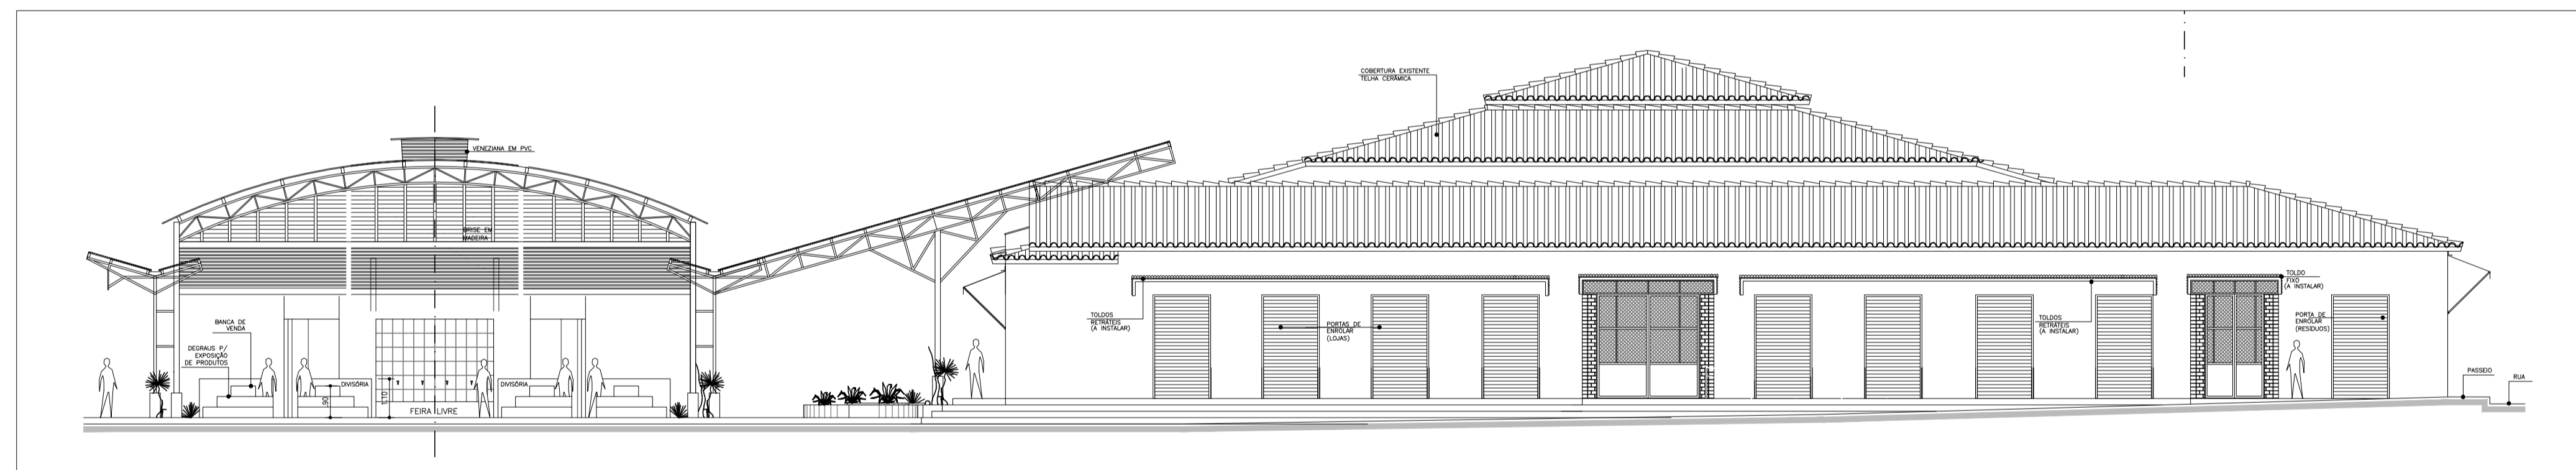 COBERTURA EXISTENTE
TELHA CERÂMICA
VENEZIANA EM PVC
BRISE EM
MADEIRA
BANCA DE
VENDA
DEGRAUS P/
EXPOSIÇÃO
DE PRODUTOS
DIVISÓRIA
DIVISÓRIA
.90
1.10
FEIRA LIVRE
TOLDOS
RETRÁTEIS
(A INSTALAR)
PORTAS DE
ENROLAR
(LOJAS)
TOLDOS
RETRÁTEIS
(A INSTALAR)
TOLDO
FIXO
(A INSTALAR)
PORTA DE
ENROLAR
(RESÍDUOS)
PASSEIO
RUA